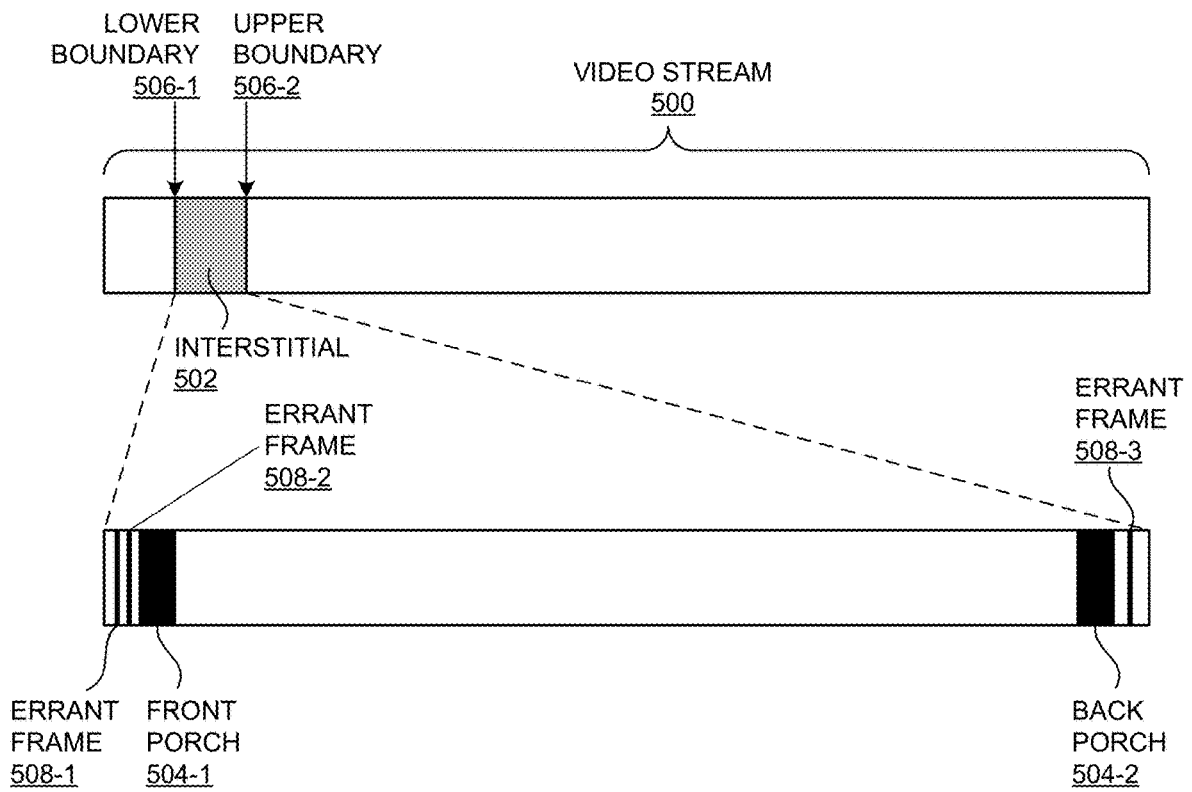 LOWER
BOUNDARY
506-1
UPPER
BOUNDARY
506-2
VIDEO STREAM
500
INTERSTITIAL
502
ERRANT
FRAME
508-2
ERRANT
FRAME
508-3
ERRANT
FRAME
508-1
FRONT
PORCH
504-1
BACK
PORCH
504-2